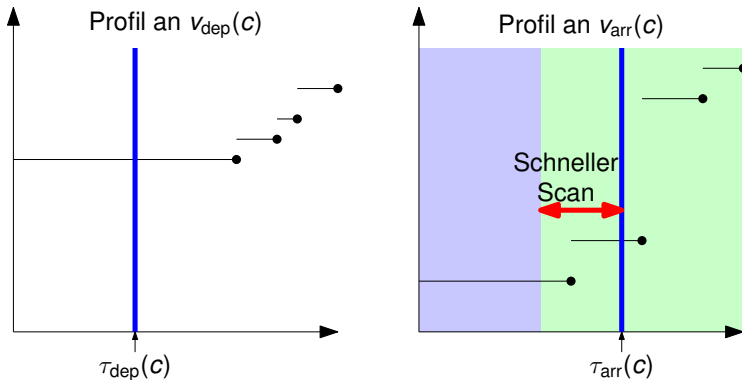 Profil an v_dep(c)
Profil an v_arr(c)
Schneller
Scan
τ_dep(c)
τ_arr(c)